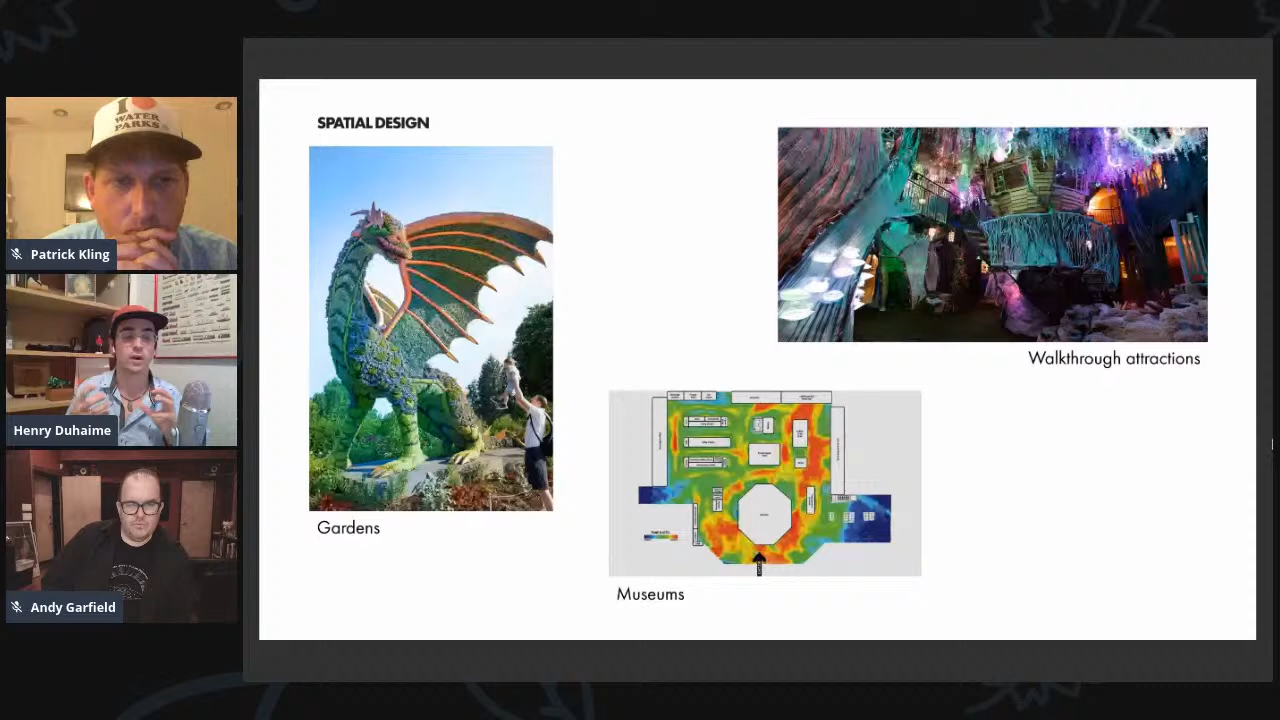 I
WATER
PARKS
Patrick Kling
Henry Duhaime
Andy Garfield
SPATIAL DESIGN
Gardens
Walkthrough attractions
Museums